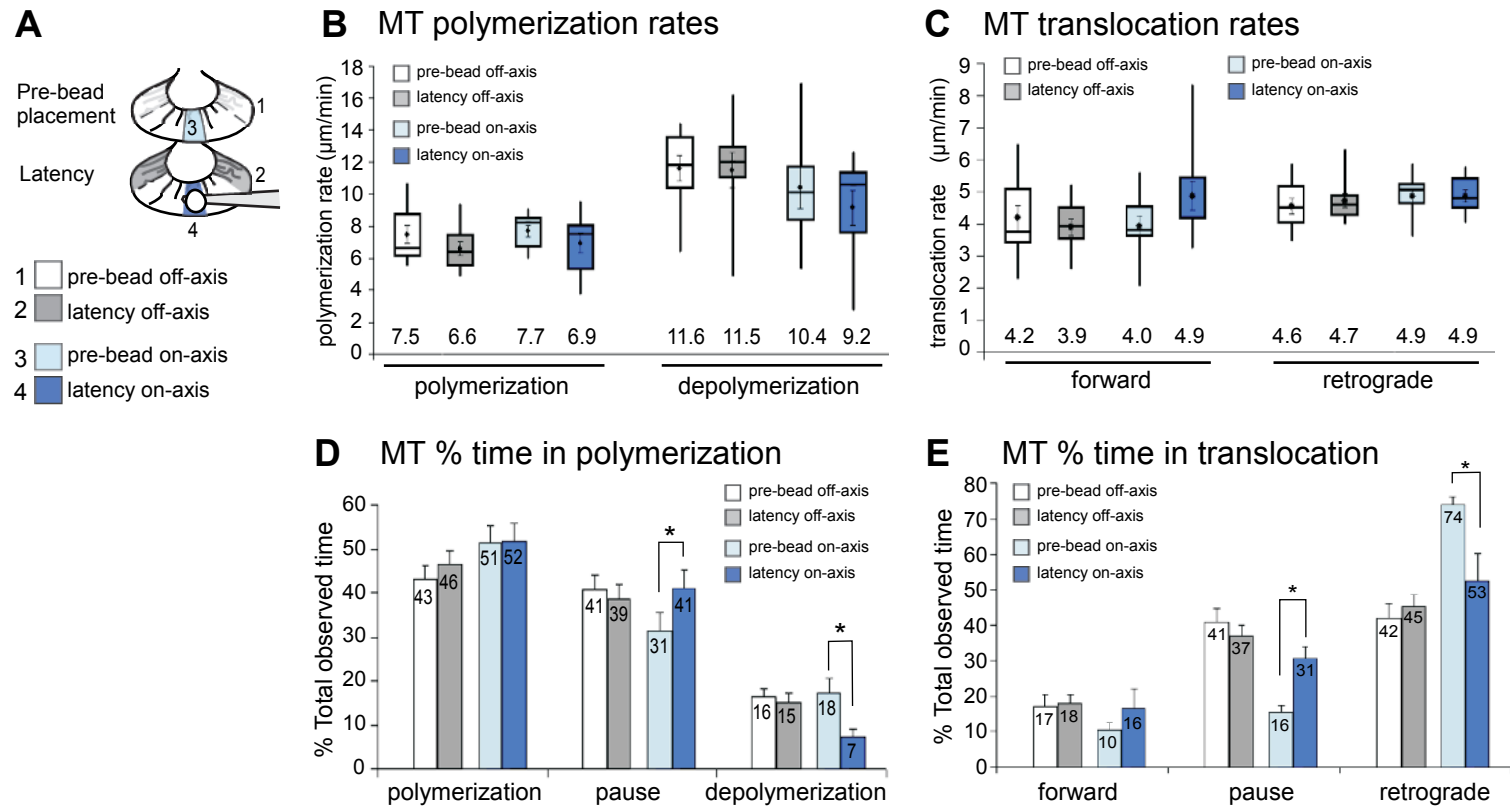 A
Pre-bead
placement
1
3
Latency
2
4
1 pre-bead off-axis
2 latency off-axis
3 pre-bead on-axis
4 latency on-axis
B MT polymerization rates
polymerization rate (µm/min)
18
16
14
12
10
8
6
4
2
0
pre-bead off-axis
latency off-axis
pre-bead on-axis
latency on-axis
7.5 6.6 7.7 6.9 11.6 11.5 10.4 9.2
polymerization depolymerization
C MT translocation rates
translocation rate (µm/min)
9
8
7
6
5
4
3
2
1
0
pre-bead off-axis pre-bead on-axis
latency off-axis latency on-axis
4.2 3.9 4.0 4.9 4.6 4.7 4.9 4.9
forward retrograde
D MT % time in polymerization
% Total observed time
60
50
40
30
20
10
0
pre-bead off-axis
latency off-axis
pre-bead on-axis
latency on-axis
* *
43 46 51 52 41 39 31 41 16 15 18 7
polymerization pause depolymerization
E MT % time in translocation
% Total observed time
80
70
60
50
40
30
20
10
0
pre-bead off-axis
latency off-axis
pre-bead on-axis
latency on-axis
* *
17 18 10 16 41 37 16 31 42 45 74 53
forward pause retrograde